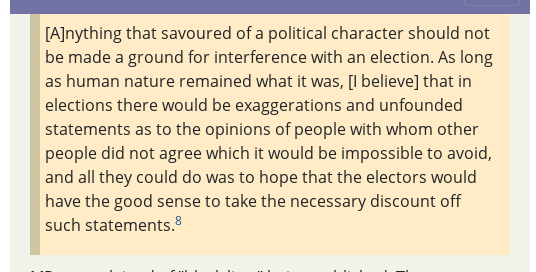 [A]nything that savoured of a political character should not
be made a ground for interference with an election. As long
as human nature remained what it was, [I believe] that in
elections there would be exaggerations and unfounded
statements as to the opinions of people with whom other
people did not agree which it would be impossible to avoid,
and all they could do was to hope that the electors would
have the good sense to take the necessary discount off
such statements.8